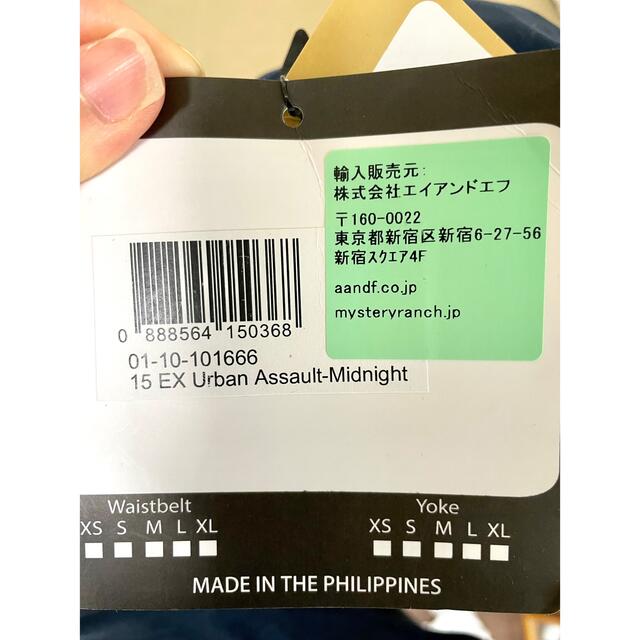 輸入販売元:
株式会社エイアンドエフ
〒160-0022
東京都新宿区新宿6-27-56
新宿スクエア4F
aandf.co.jp
mysteryranch.jp
0 888564 150368
01-10-101666
15 EX Urban Assault-Midnight
Waistbelt
XS S M L XL
Yoke
XS S M L XL
MADE IN THE PHILIPPINES